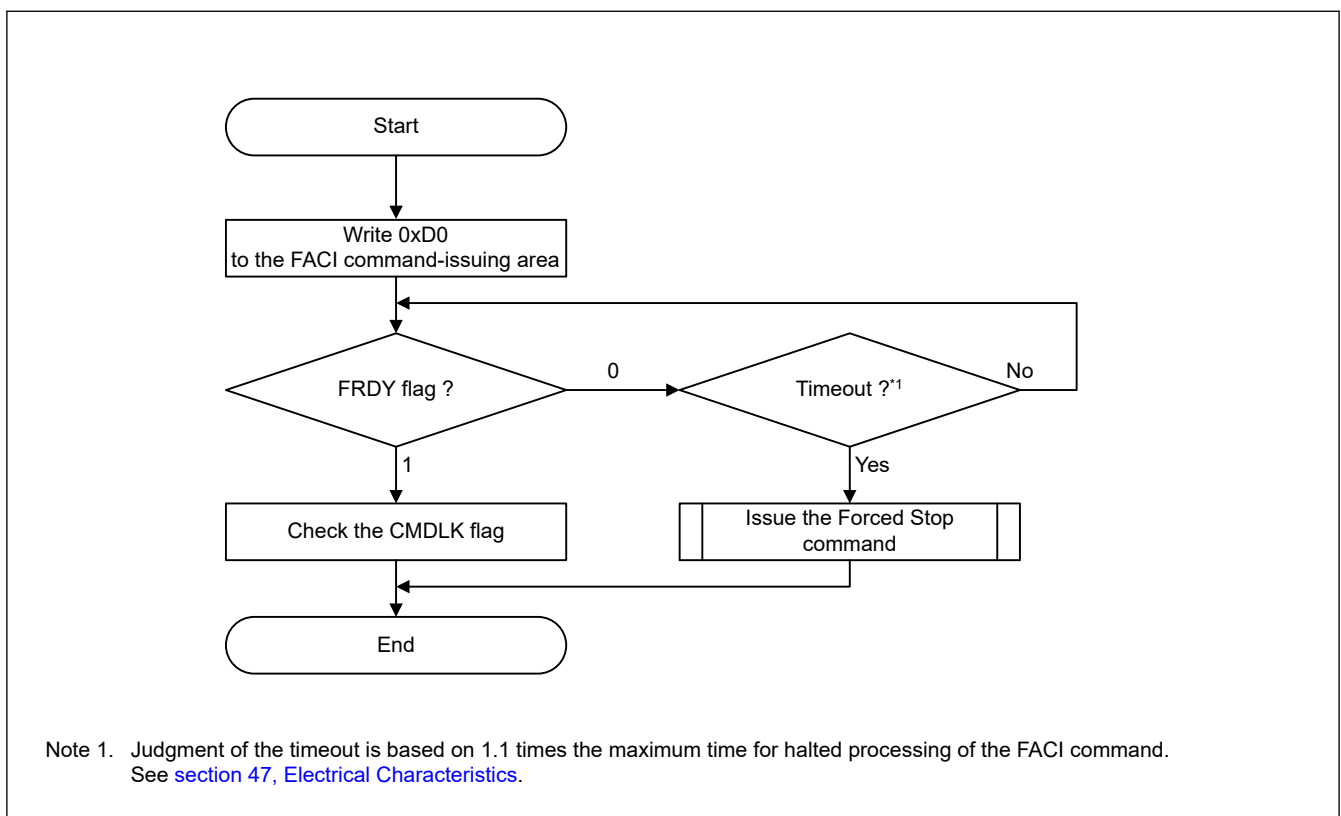 Start
Write 0xD0
to the FACI command-issuing area
FRDY flag ?
0
Timeout ?*1
No
1
Yes
Check the CMDLK flag
Issue the Forced Stop
command
End
Note 1. Judgment of the timeout is based on 1.1 times the maximum time for halted processing of the FACI command.
See section 47, Electrical Characteristics.